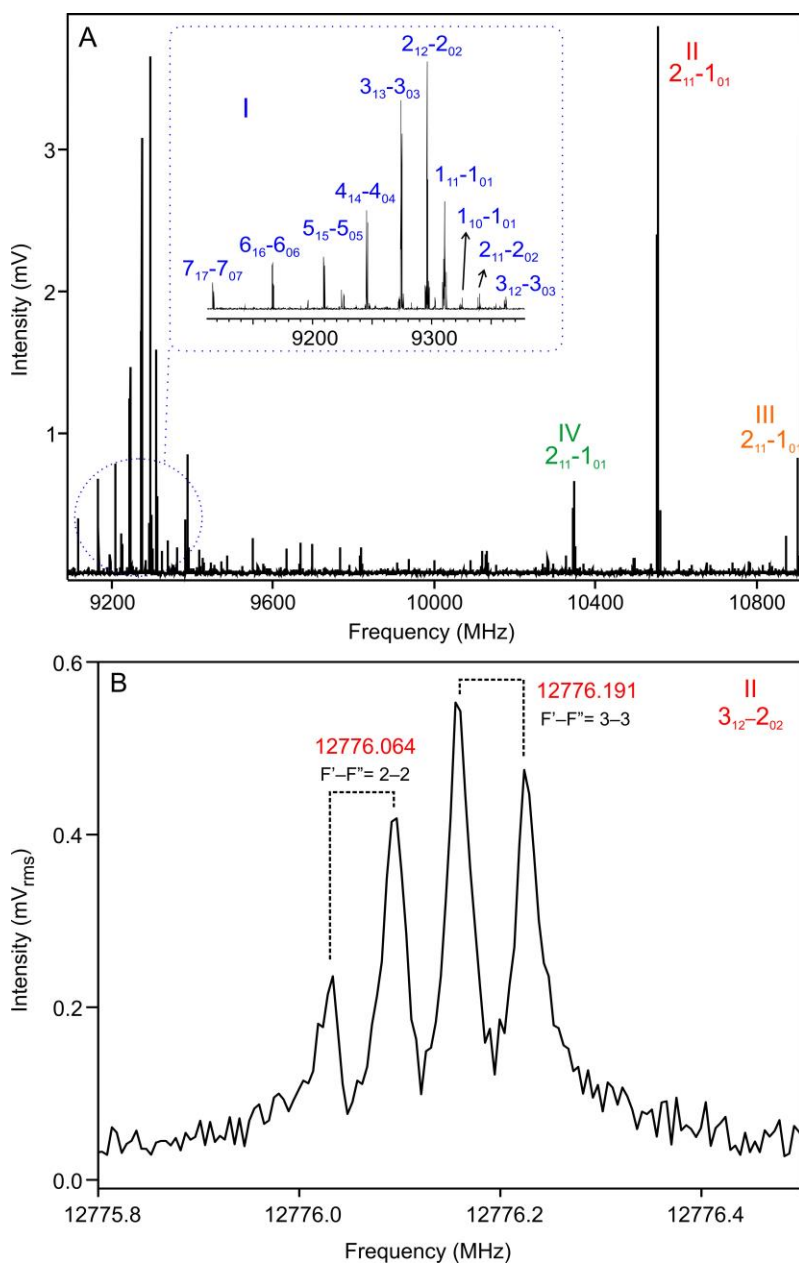 A
II
2₁₁-1₀₁
I
2₁₂-2₀₂
3₁₃-3₀₃
4₁₄-4₀₄
1₁₁-1₀₁
5₁₅-5₀₅
1₁₀-1₀₁
6₁₆-6₀₆
2₁₁-2₀₂
7₁₇-7₀₇
3₁₂-3₀₃
9200
9300
3
2
1
Intensity (mV)
IV
2₁₁-1₀₁
III
2₁₁-1₀₁
9200
9600
10000
10400
10800
Frequency (MHz)
B
0.6
0.4
0.2
0.0
Intensity (mVrms)
12776.064
F'–F"= 2–2
12776.191
F'–F"= 3–3
II
3₁₂–2₀₂
12775.8
12776.0
12776.2
12776.4
Frequency (MHz)